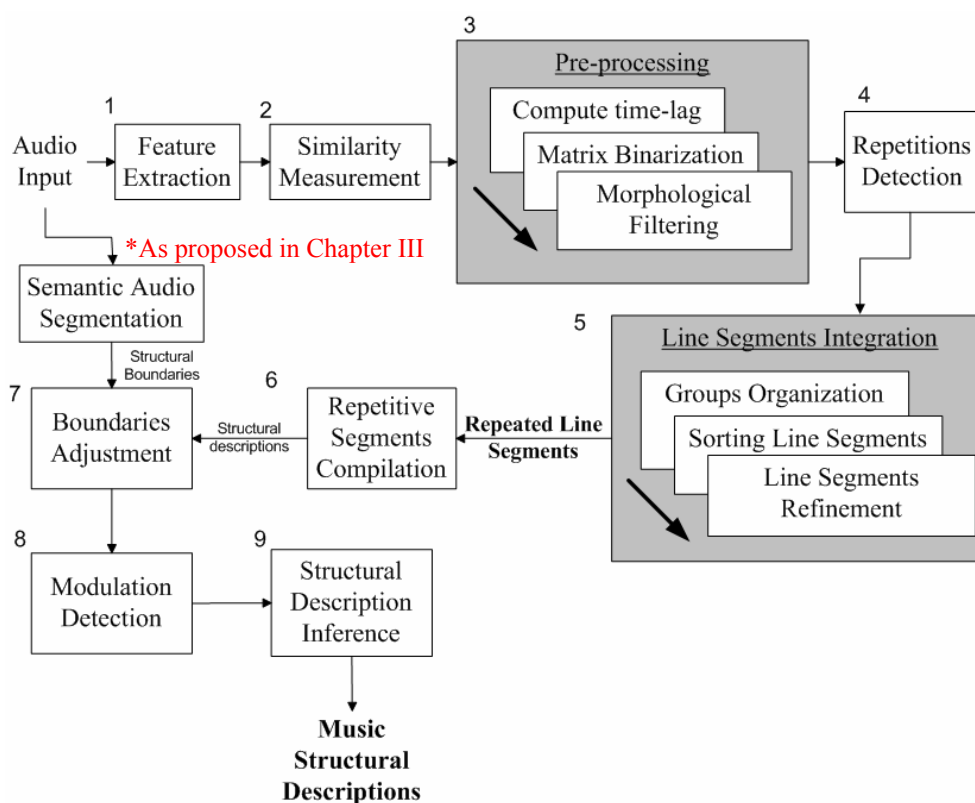 1
2
3
4
Audio
Input
Feature
Extraction
Similarity
Measurement
Pre-processing
Compute time-lag
Matrix Binarization
Morphological
Filtering
Repetitions
Detection
*As proposed in Chapter III
Semantic Audio
Segmentation
Structural
Boundaries
5
Line Segments Integration
Groups Organization
Sorting Line Segments
Line Segments
Refinement
Repeated Line
Segments
6
Repetitive
Segments
Compilation
Structural
descriptions
7
Boundaries
Adjustment
8
Modulation
Detection
9
Structural
Description
Inference
Music
Structural
Descriptions